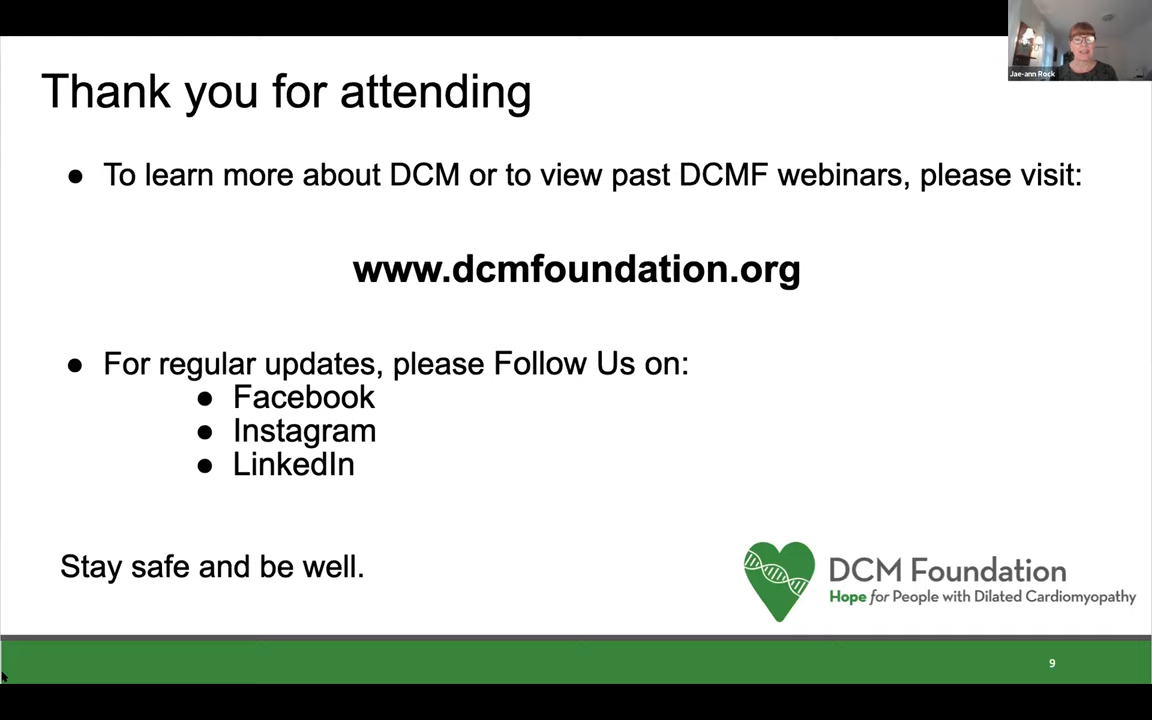 Jae-ann Rock
Thank you for attending
● To learn more about DCM or to view past DCMF webinars, please visit:
www.dcmfoundation.org
● For regular updates, please Follow Us on:
● Facebook
● Instagram
● LinkedIn
Stay safe and be well.
DCM Foundation
Hope for People with Dilated Cardiomyopathy
9